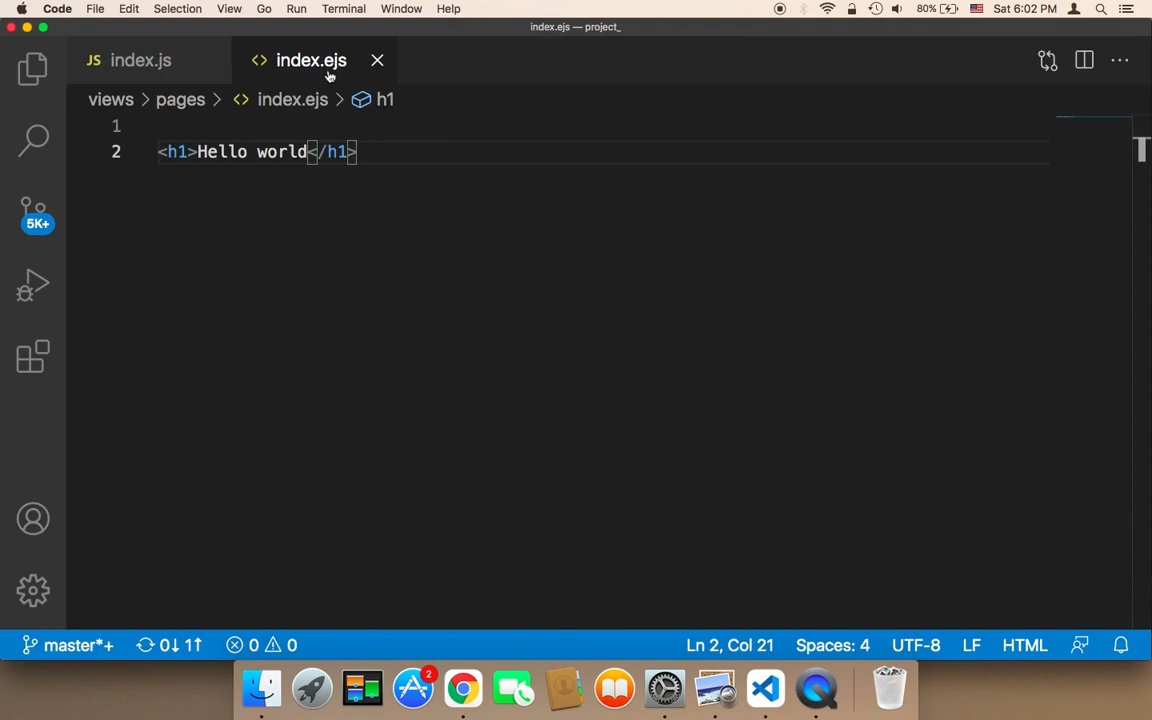 Code File Edit Selection View Go Run Terminal Window Help 80% Sat 6:02 PM
index.ejs — project_
JS index.js index.ejs
views > pages > index.ejs > h1
1
2 <h1>Hello world</h1>
5K+
master*+ 0↓ 1↑ 0 0 Ln 2, Col 21 Spaces: 4 UTF-8 LF HTML
2